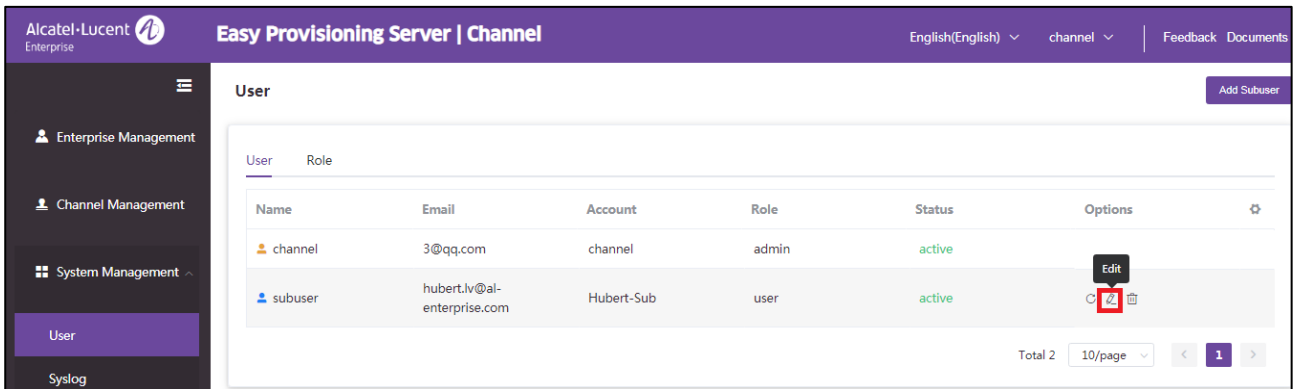 Alcatel·Lucent
Enterprise
Easy Provisioning Server | Channel
English(English)
channel
Feedback Documents
User
Add Subuser
Enterprise Management
Channel Management
System Management
User
Syslog
User Role
Name Email Account Role Status Options
channel 3@qq.com channel admin active
Edit
subuser hubert.lv@al-
enterprise.com Hubert-Sub user active
Total 2 10/page < 1 >